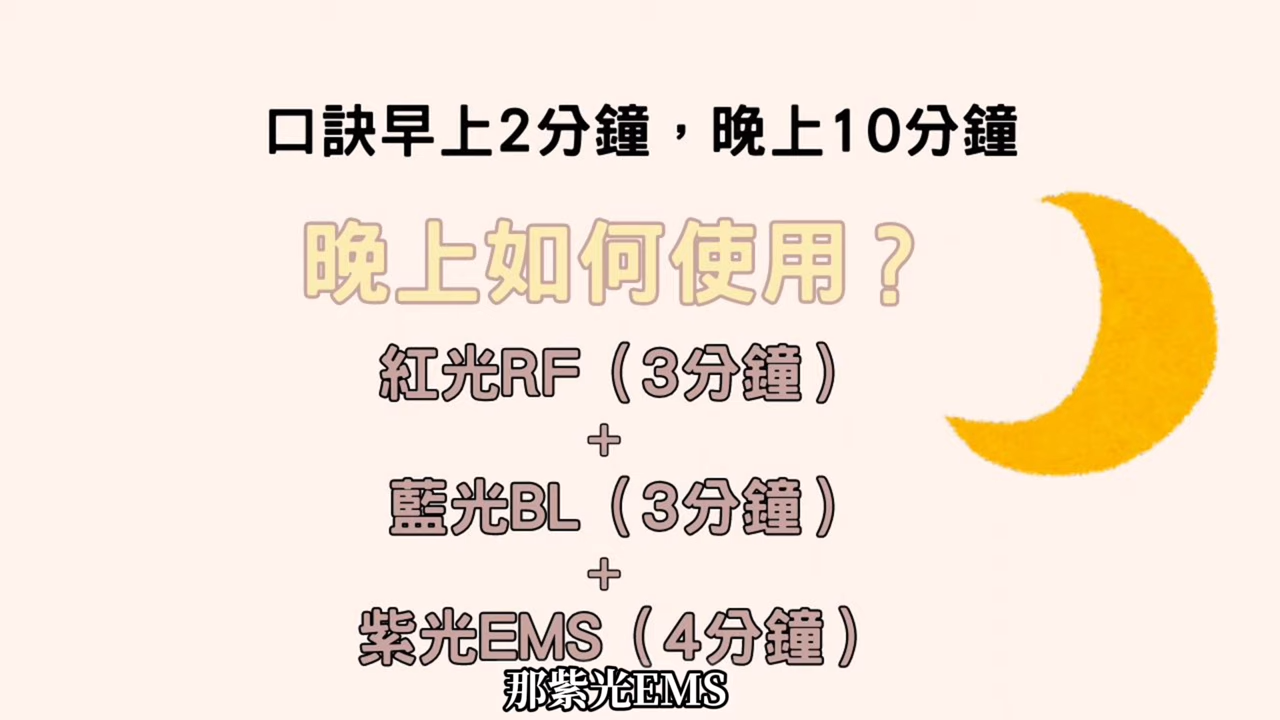 口訣早上2分鐘，晚上10分鐘
晚上如何使用？
紅光RF（3分鐘）
+
藍光BL（3分鐘）
+
紫光EMS（4分鐘）
那紫光EMS